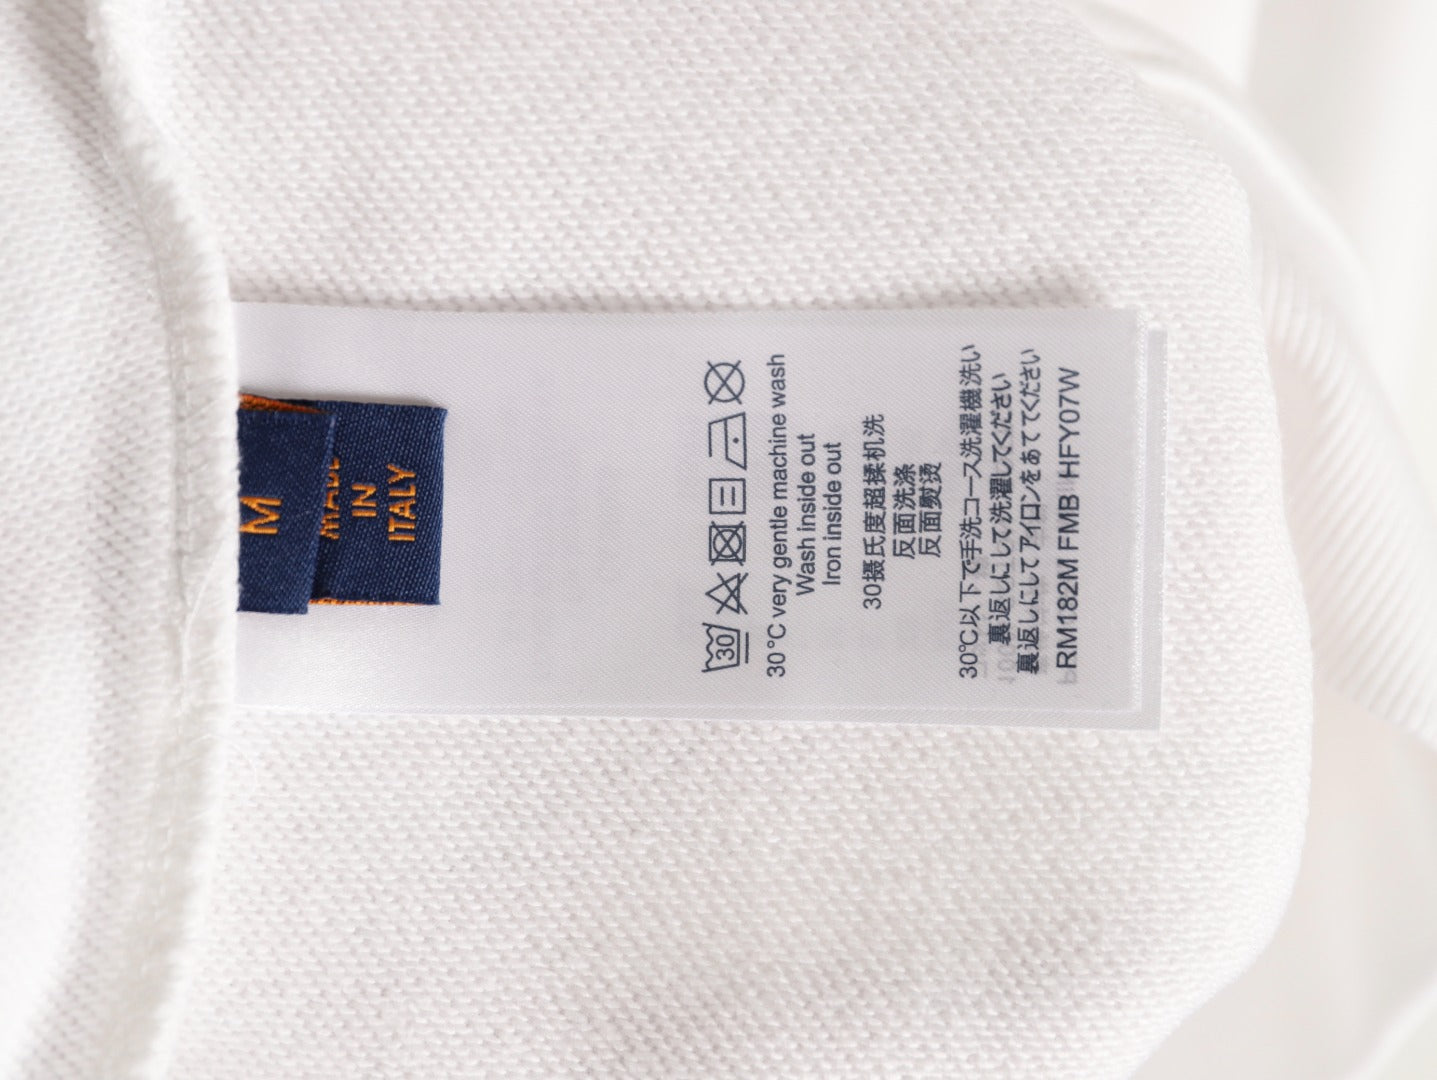 M
MADE
IN
ITALY
30
30°C very gentle machine wash
Wash inside out
Iron inside out
30摄氏度超揉机洗
反面洗涤
反面熨烫
30℃以下で手洗コース洗濯機洗い
裏返しにして洗濯してください
裏返しにしてアイロンをあててください
RM182M FMB HFY07W